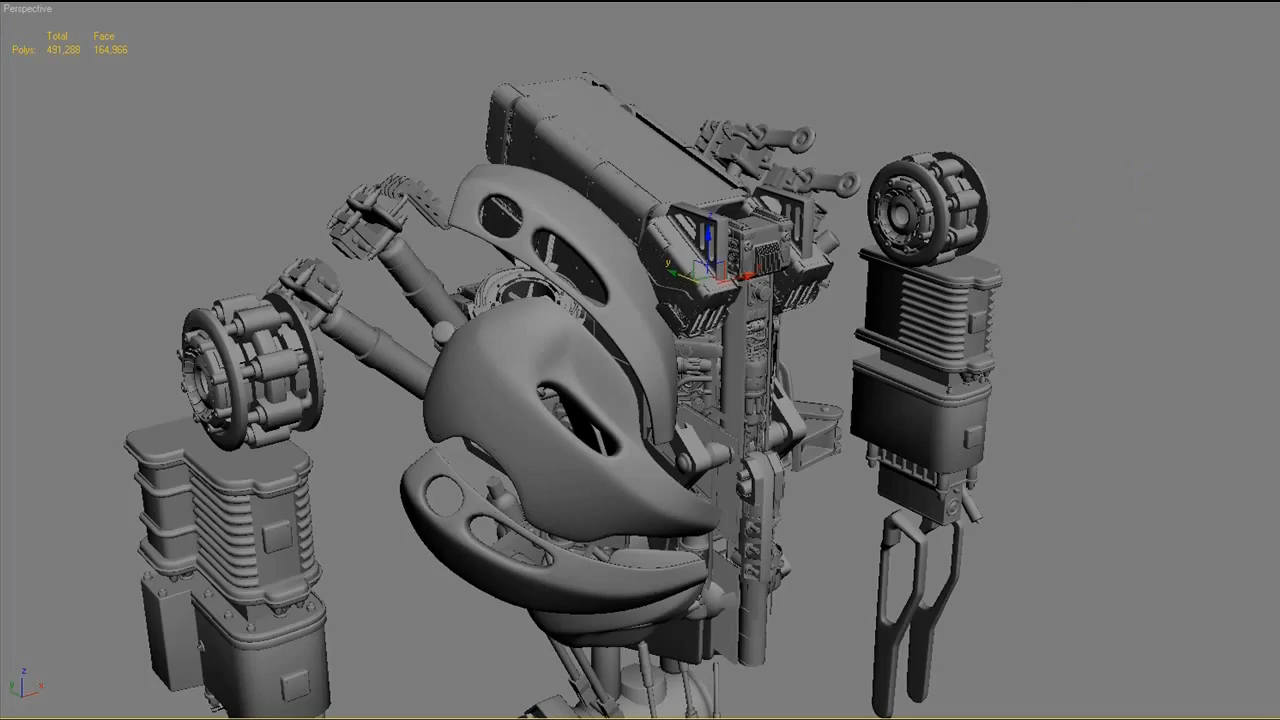 Perspective
Total Face
Polys: 491,288 164,966
z
y x
y